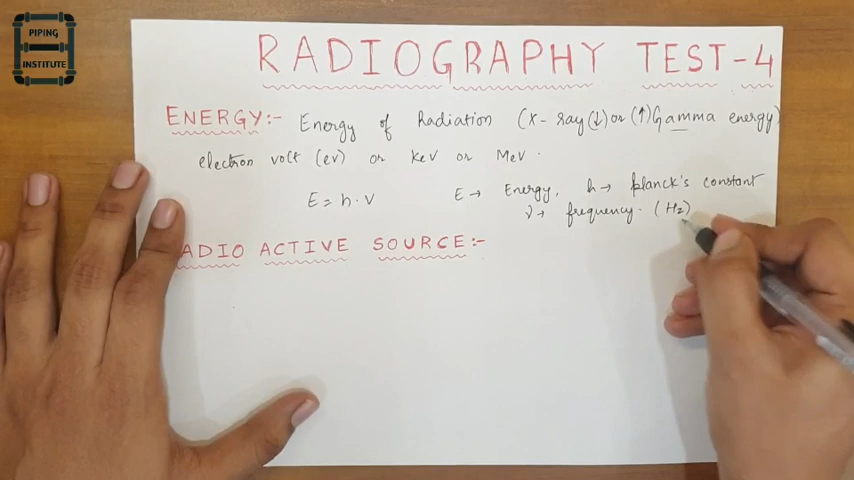 PIPING
INSTITUTE
RADIOGRAPHY TEST-4
ENERGY:- Energy of Radiation (X-ray(↓) or (↑)Gamma energy)
electron volt (ev) or KeV or MeV.
E = h.ν E → Energy, h → planck's constant
ν → frequency. (Hz)
ADIO ACTIVE SOURCE:-